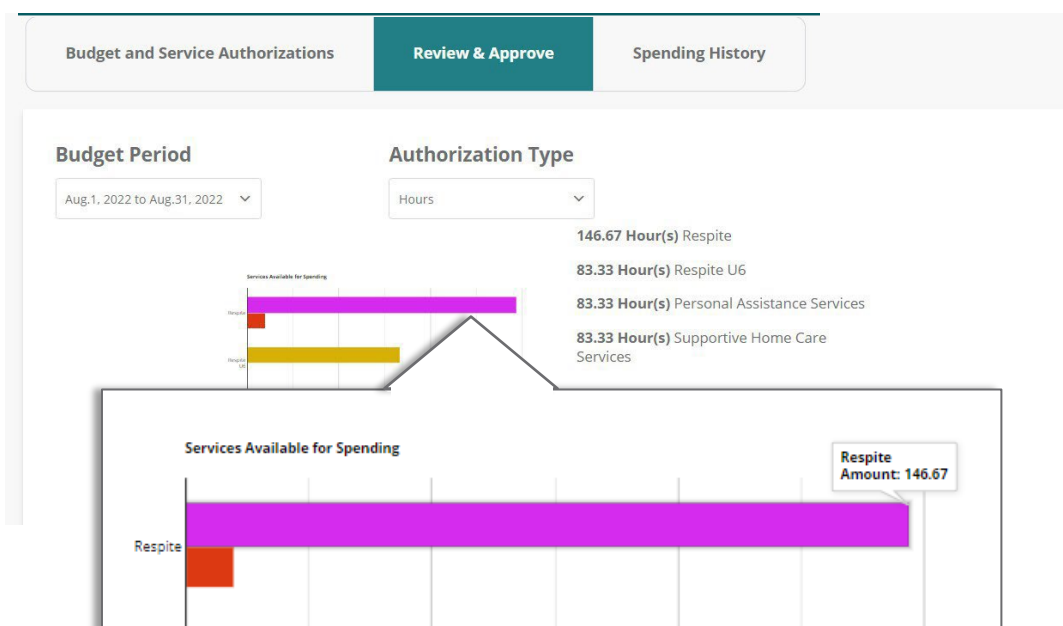 Budget and Service Authorizations
Review & Approve
Spending History
Budget Period
Authorization Type
Aug.1, 2022 to Aug.31, 2022
Hours
146.67 Hour(s) Respite
83.33 Hour(s) Respite U6
83.33 Hour(s) Personal Assistance Services
83.33 Hour(s) Supportive Home Care
Services
Services Available for Spending
Respite
Respite
U6
Services Available for Spending
Respite
Amount: 146.67
Respite